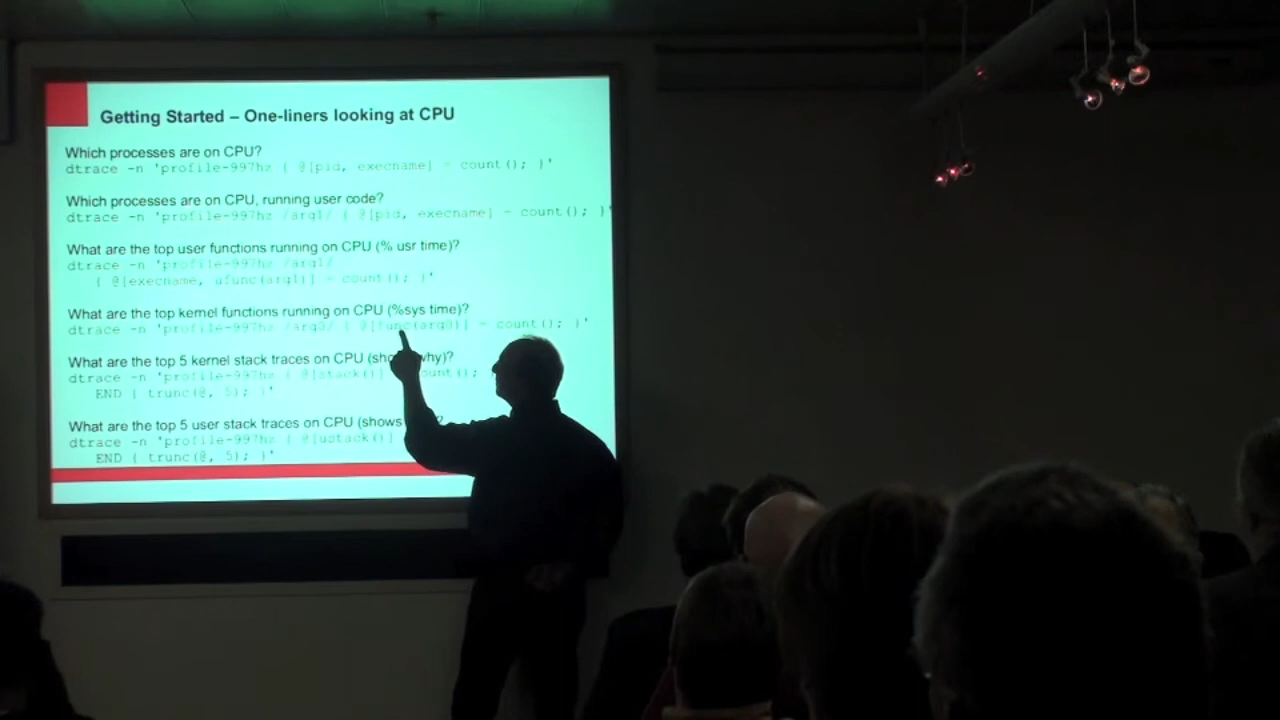 Getting Started – One-liners looking at CPU
Which processes are on CPU?
dtrace -n 'profile-997hz { @[pid, execname] = count(); }'
Which processes are on CPU, running user code?
dtrace -n 'profile-997hz /arg1/ { @[pid, execname] = count(); }'
What are the top user functions running on CPU (% usr time)?
dtrace -n 'profile-997hz /arg1/
{ @[execname, ufunc(arg1)] = count(); }'
What are the top kernel functions running on CPU (%sys time)?
dtrace -n 'profile-997hz /arg0/ { @[func(arg0)] = count(); }'
What are the top 5 kernel stack traces on CPU (sho why)?
dtrace -n 'profile-997hz { @[stack()] ount();
END { trunc(@, 5); }'
What are the top 5 user stack traces on CPU (shows ?
dtrace -n 'profile-997hz { @[ustack()]
END { trunc(@, 5); }'